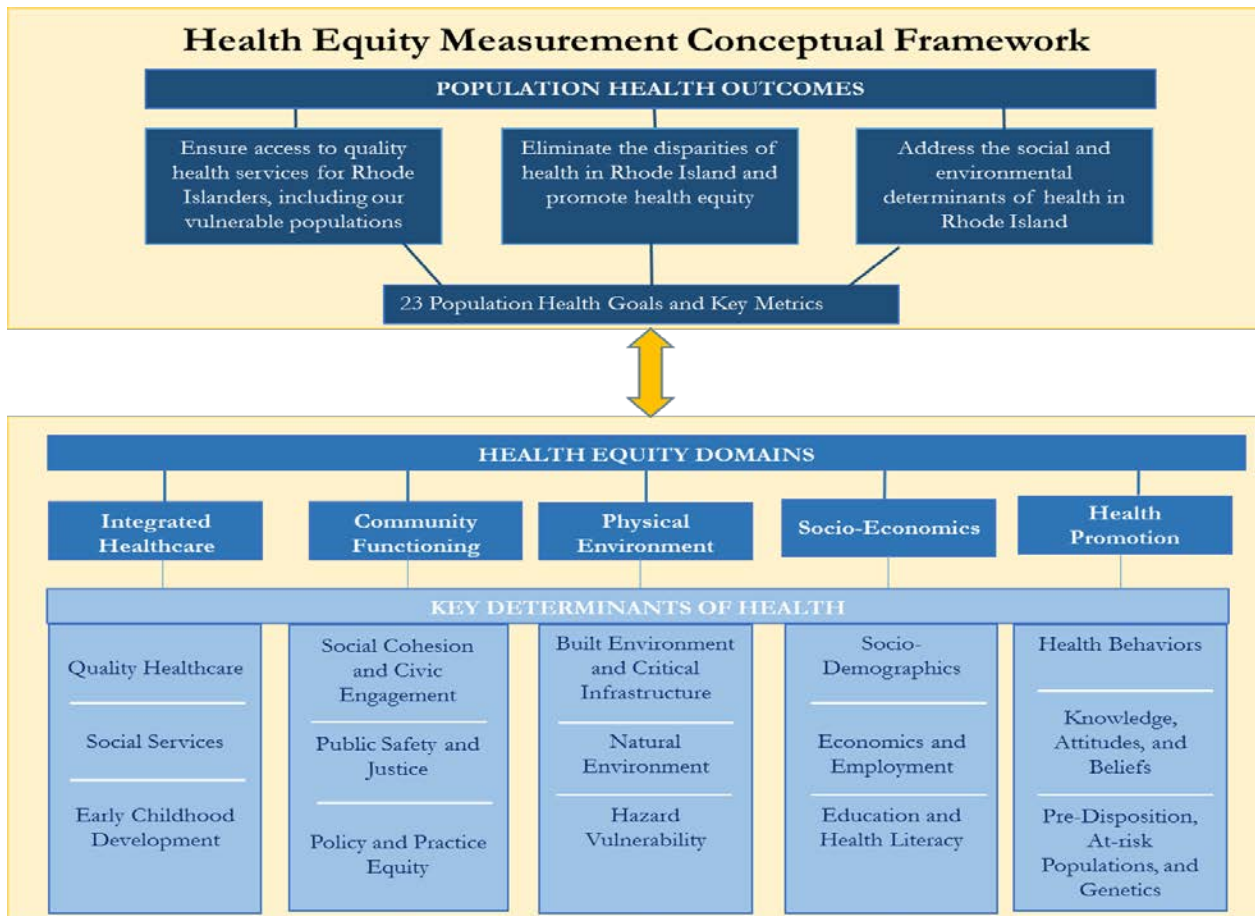 Health Equity Measurement Conceptual Framework
POPULATION HEALTH OUTCOMES
Ensure access to quality
health services for Rhode
Islanders, including our
vulnerable populations
Eliminate the disparities of
health in Rhode Island and
promote health equity
Address the social and
environmental
determinants of health in
Rhode Island
23 Population Health Goals and Key Metrics
HEALTH EQUITY DOMAINS
Integrated
Healthcare
Community
Functioning
Physical
Environment
Socio-Economics
Health
Promotion
KEY DETERMINANTS OF HEALTH
Quality Healthcare
Social Services
Early Childhood
Development
Social Cohesion
and Civic
Engagement
Public Safety and
Justice
Policy and Practice
Equity
Built Environment
and Critical
Infrastructure
Natural
Environment
Hazard
Vulnerability
Socio-
Demographics
Economics and
Employment
Education and
Health Literacy
Health Behaviors
Knowledge,
Attitudes, and
Beliefs
Pre-Disposition,
At-risk
Populations, and
Genetics